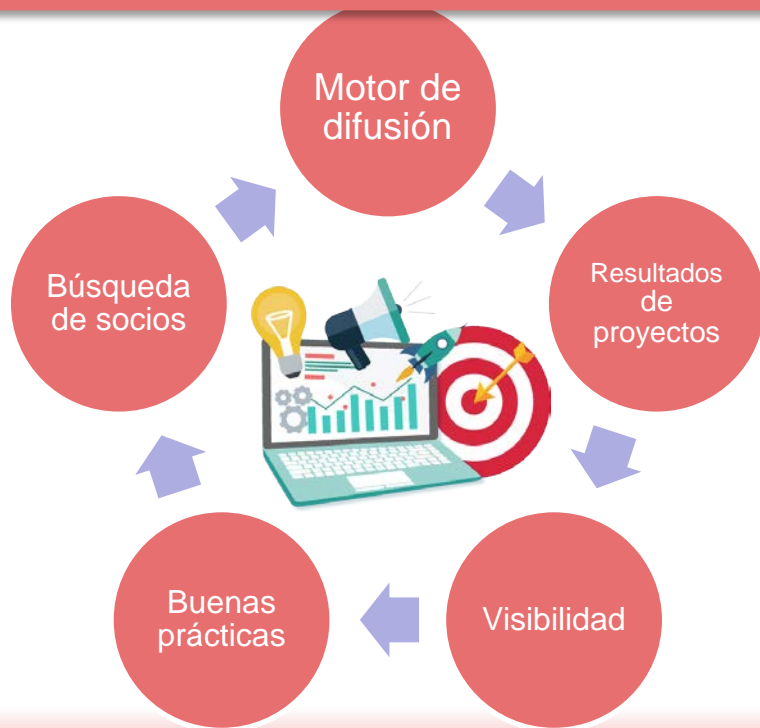 Motor de
difusión
Resultados
de
proyectos
Visibilidad
Buenas
prácticas
Búsqueda
de socios